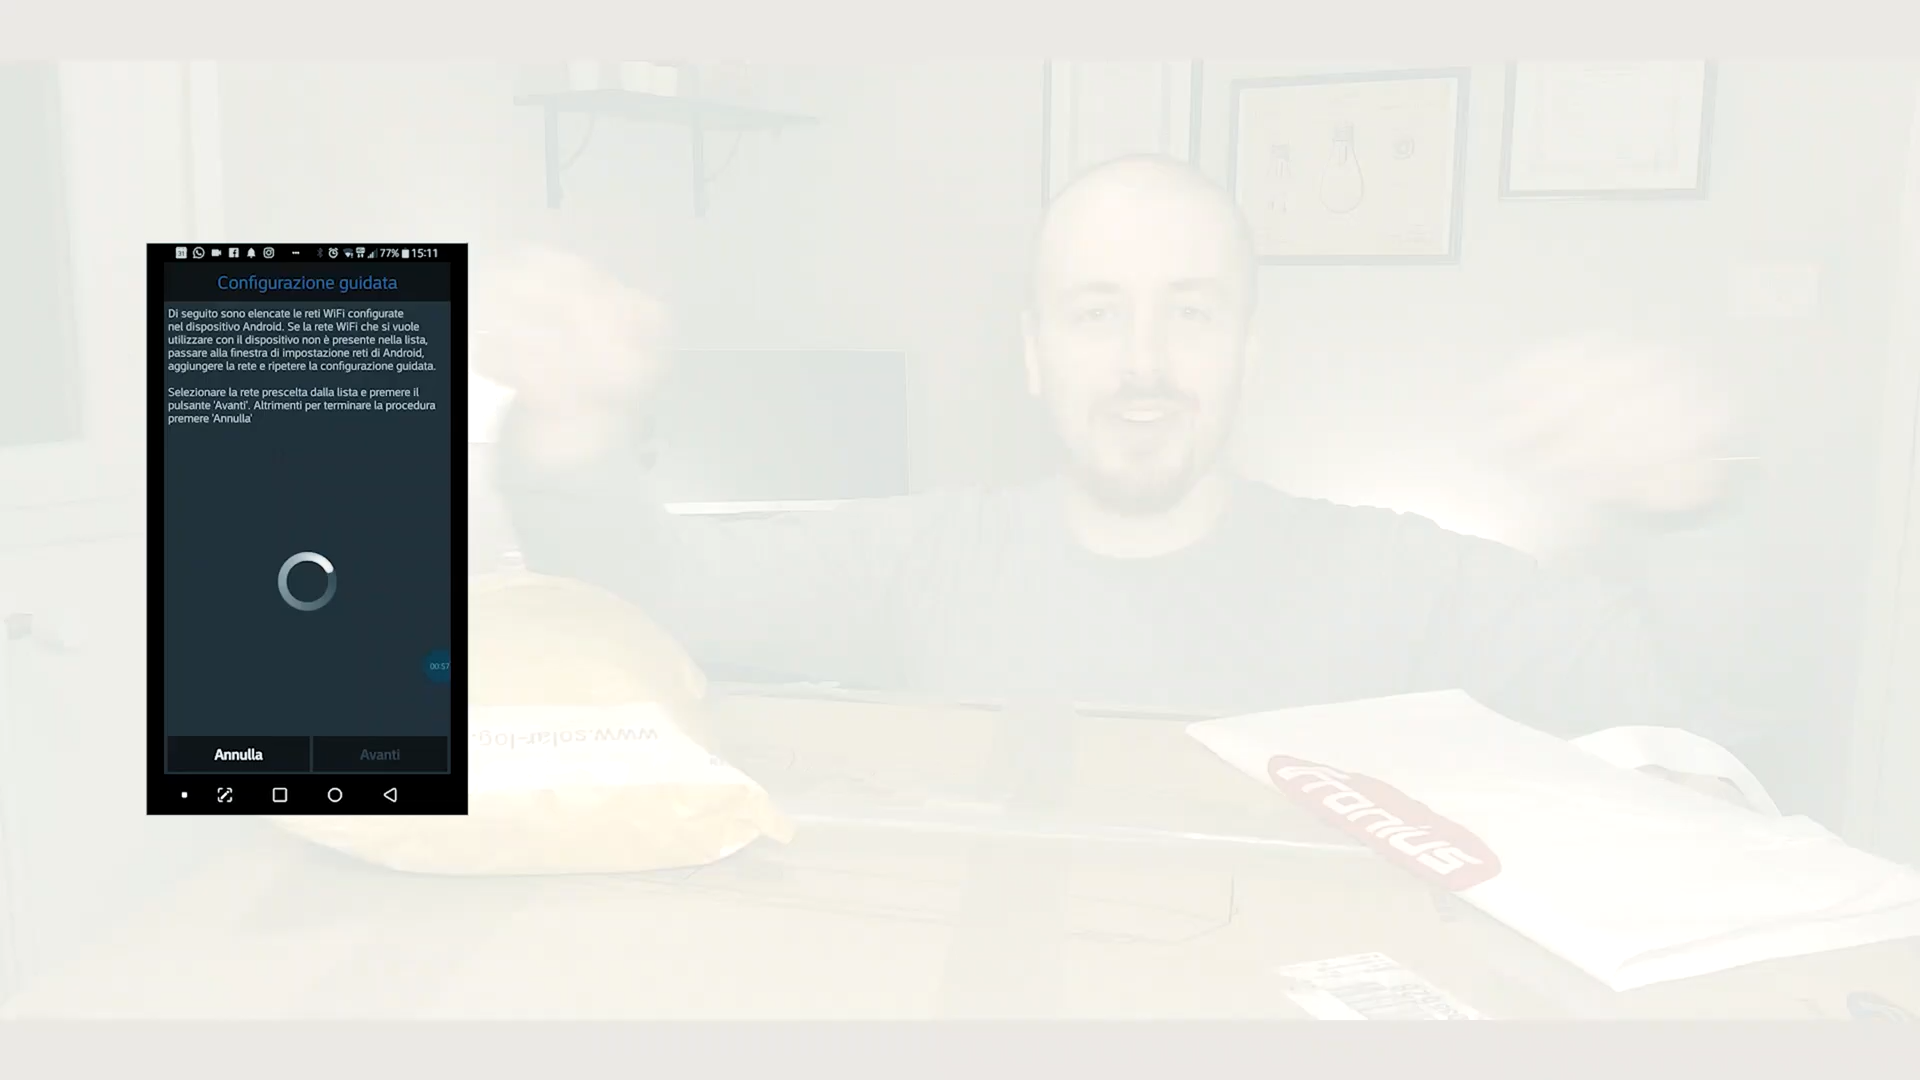 77% 15:11
Configurazione guidata
Di seguito sono elencate le reti WiFi configurate
nel dispositivo Android. Se la rete WiFi che si vuole
utilizzare con il dispositivo non è presente nella lista,
passare alla finestra di impostazione reti di Android,
aggiungere la rete e ripetere la configurazione guidata.
Selezionare la rete prescelta dalla lista e premere il
pulsante 'Avanti'. Altrimenti per terminare la procedura
premere 'Annulla'
00:57
Annulla Avanti
www.solar-log.
Fronius